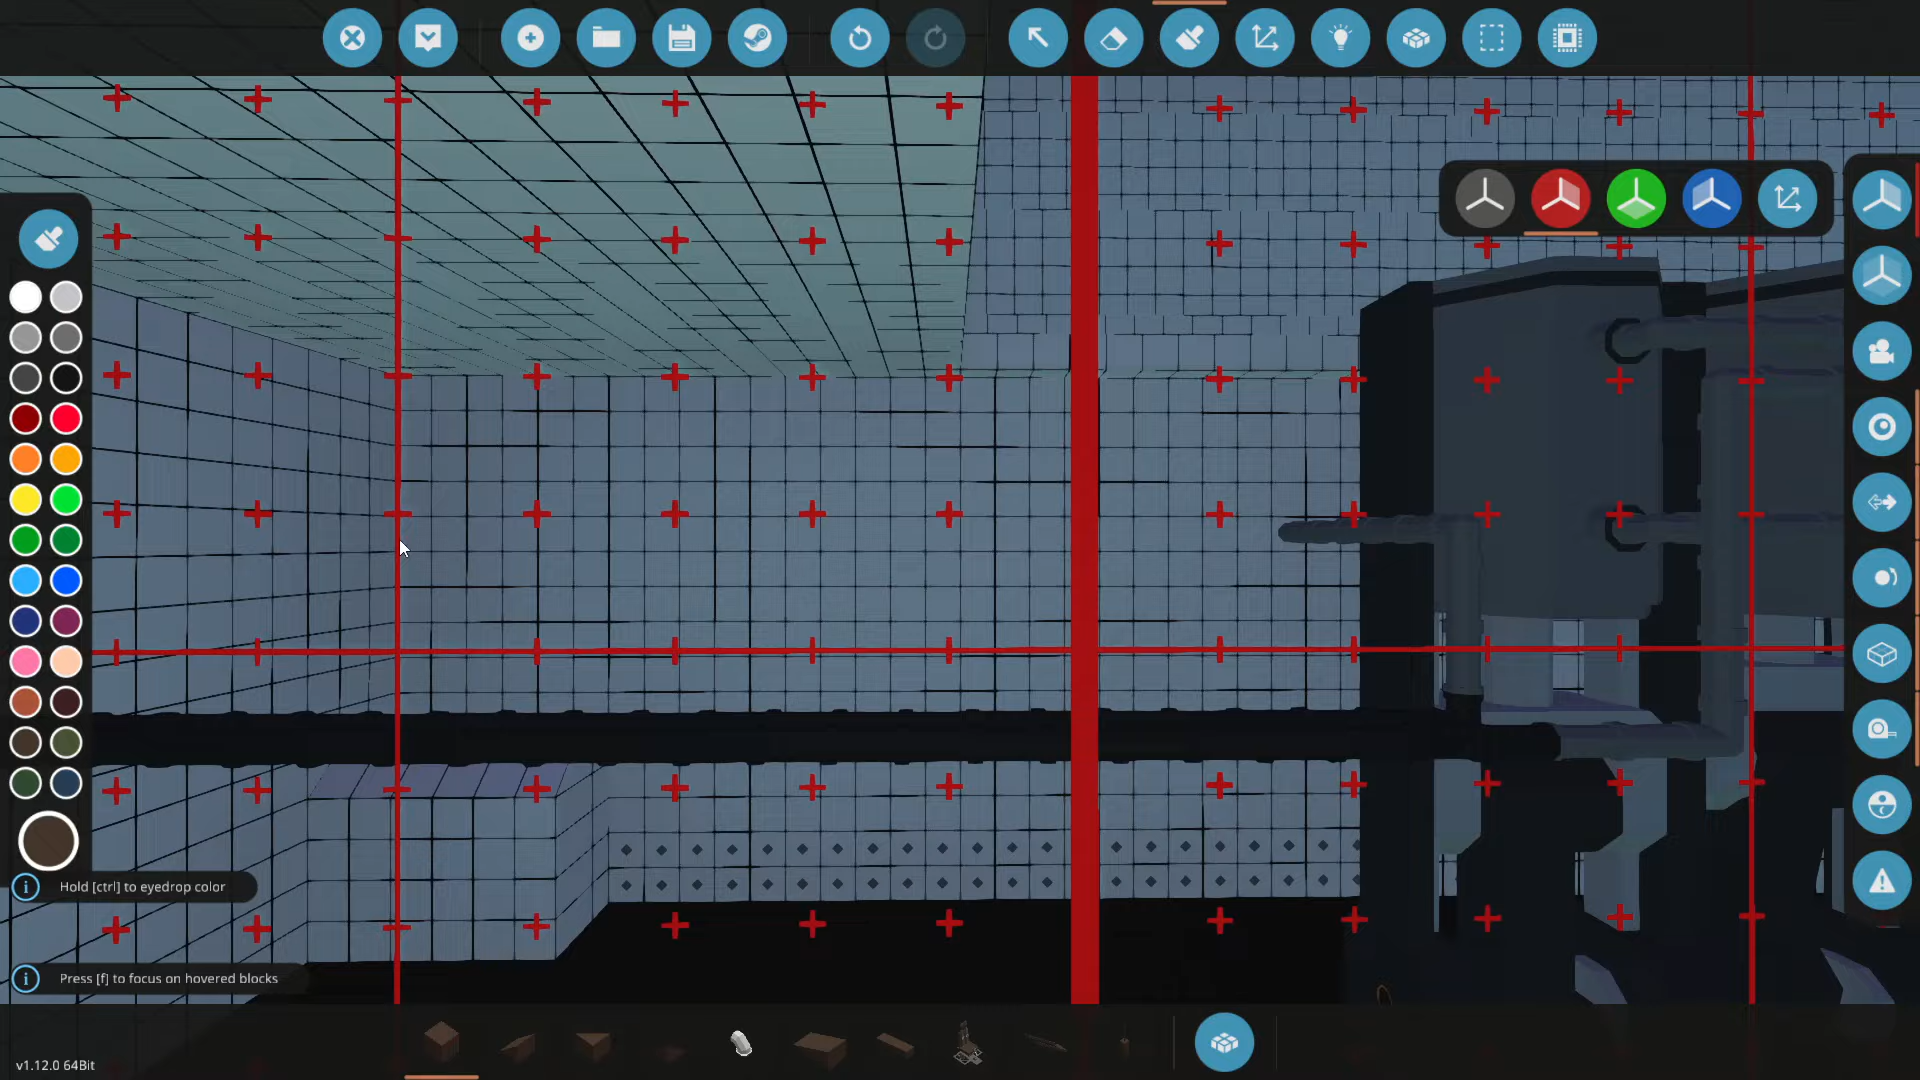 Hold [ctrl] to eyedrop color
Press [f] to focus on hovered blocks
v1.12.0 64Bit